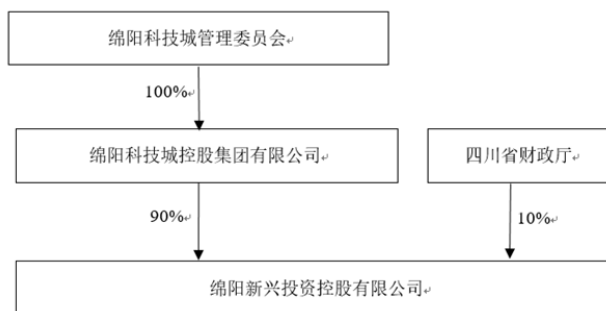 绵阳科技城管理委员会
100%
绵阳科技城控股集团有限公司
四川省财政厅
90%
10%
绵阳新兴投资控股有限公司